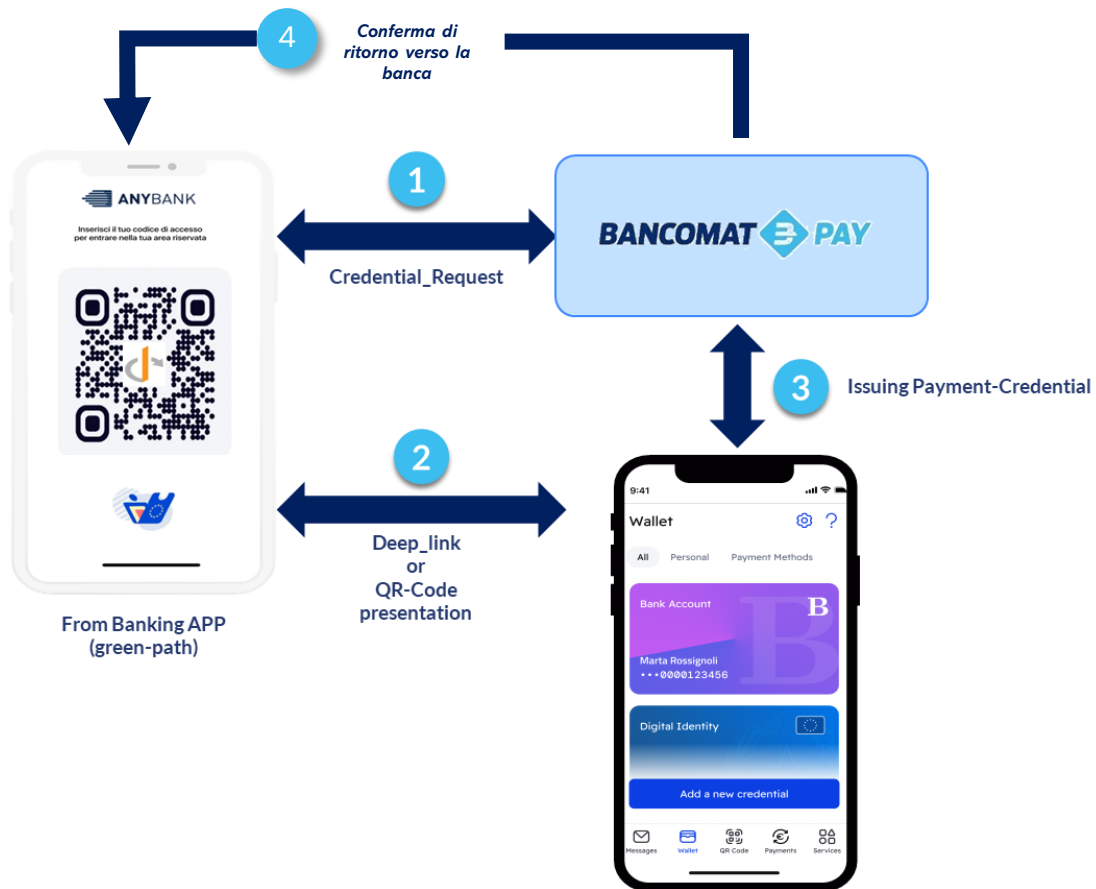 4
Conferma di
ritorno verso la
banca
ANYBANK
Inserisci il tuo codice di accesso
per entrare nella tua area riservata
1
Credential_Request
BANCOMAT PAY
2
Deep_link
or
QR-Code
presentation
3
Issuing Payment-Credential
From Banking APP
(green-path)
9:41
Wallet
?
All Personal Payment Methods
Bank Account
B
B
Marta Rossignoli
•••0000123456
Digital Identity
Add a new credential
Messages Wallet QR Code Payments Services